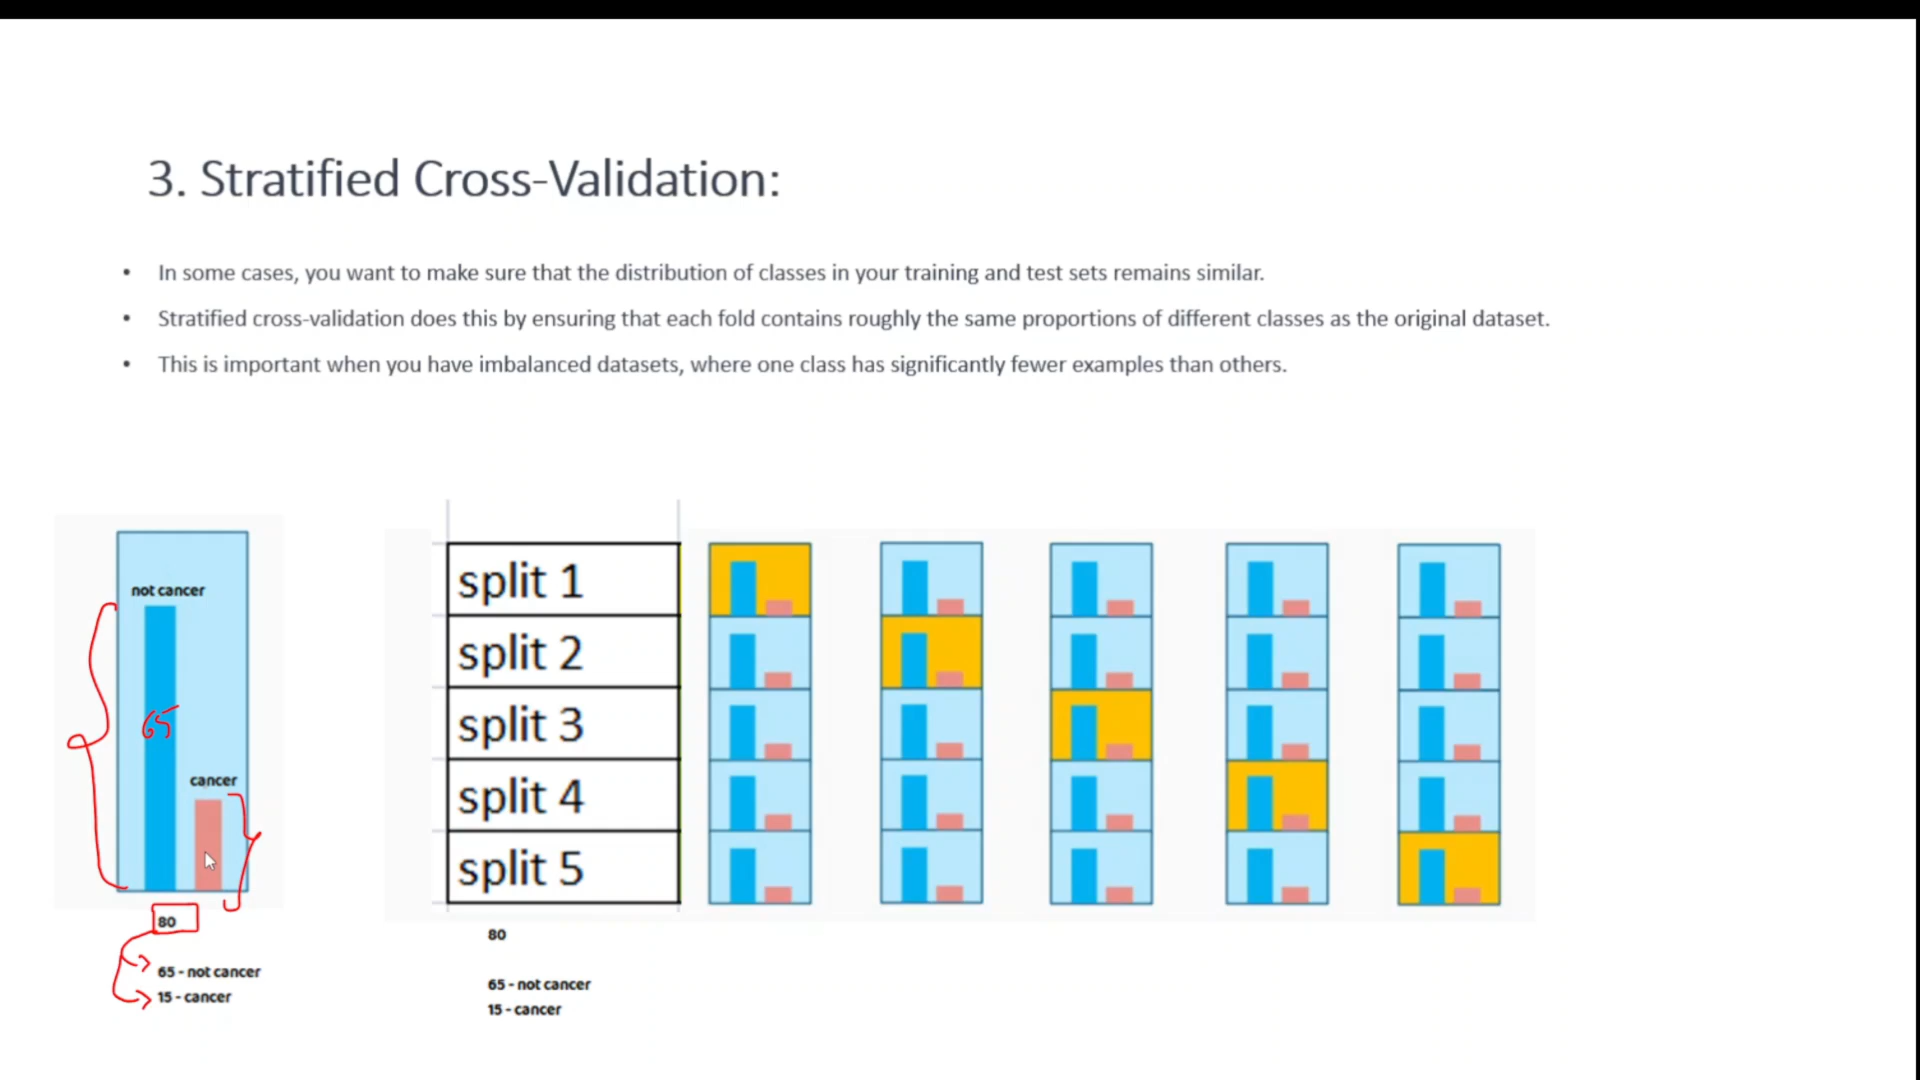 3. Stratified Cross-Validation:
• In some cases, you want to make sure that the distribution of classes in your training and test sets remains similar.
• Stratified cross-validation does this by ensuring that each fold contains roughly the same proportions of different classes as the original dataset.
• This is important when you have imbalanced datasets, where one class has significantly fewer examples than others.
not cancer
65
cancer
80
65 - not cancer
15 - cancer
split 1
split 2
split 3
split 4
split 5
80
65 - not cancer
15 - cancer